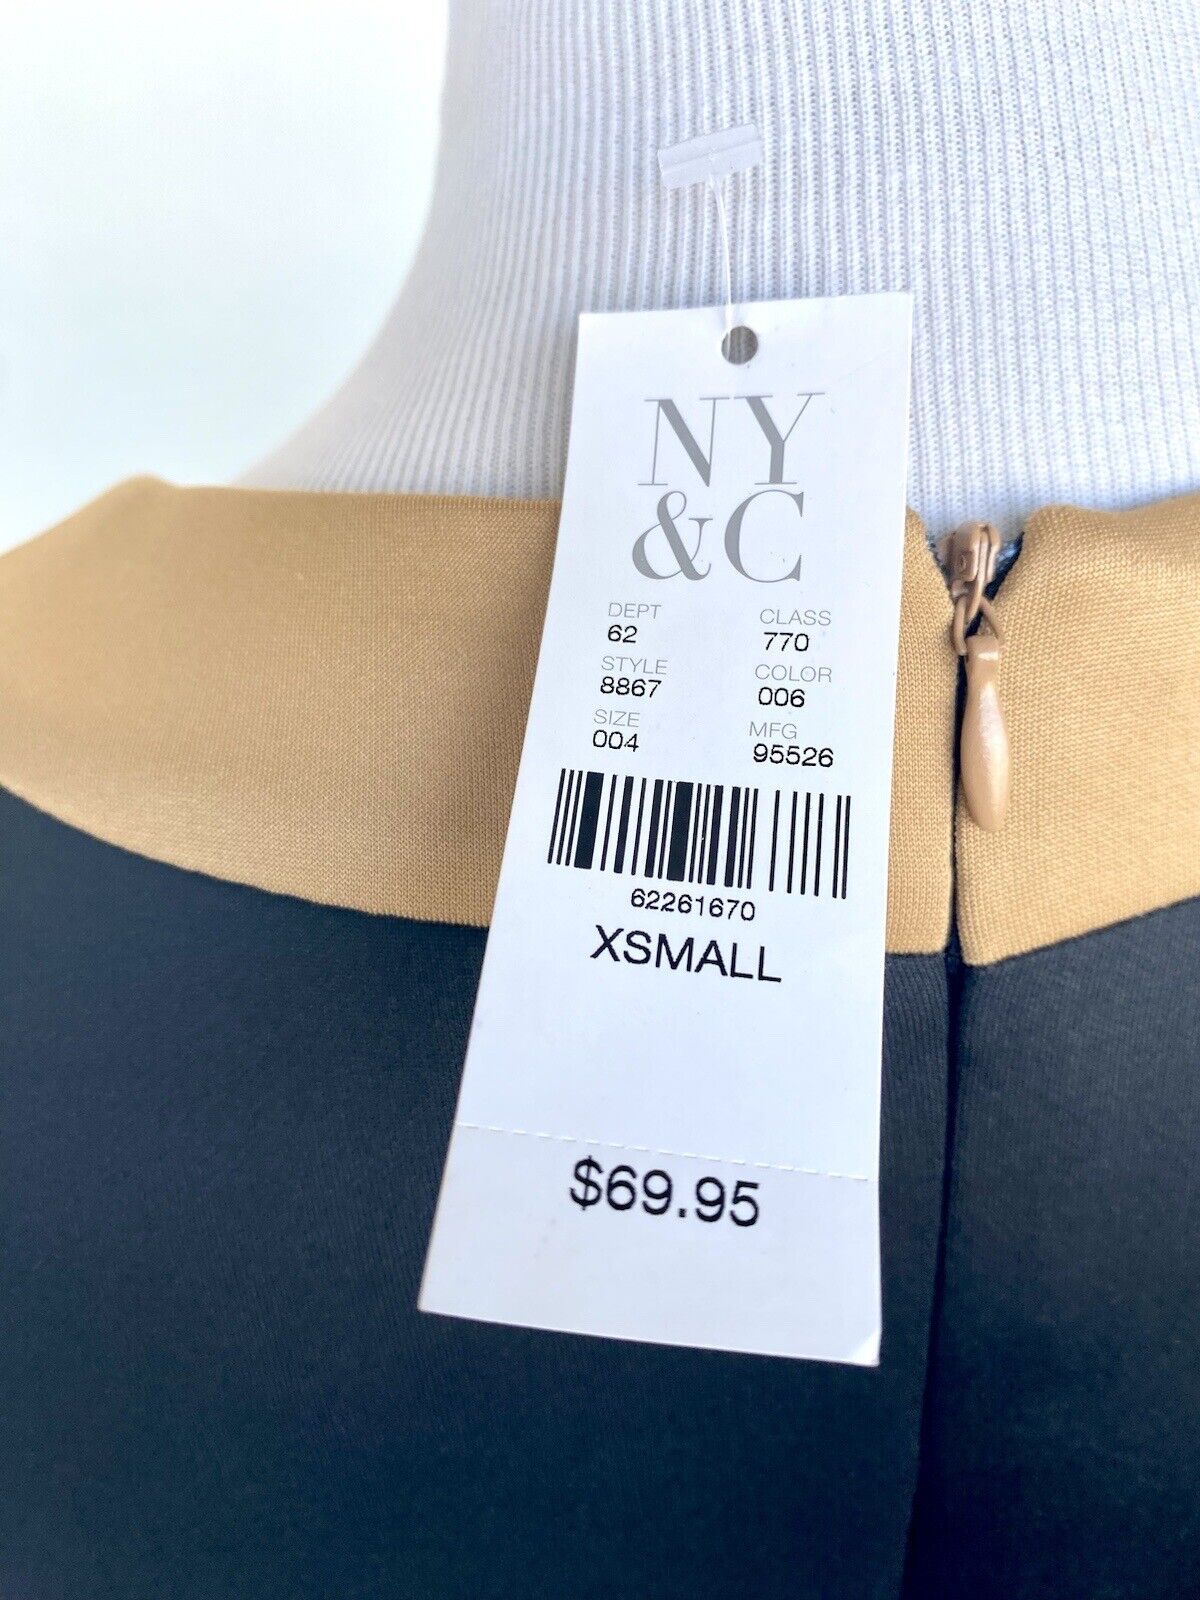 NY
&C
DEPT CLASS
62 770
STYLE COLOR
8867 006
SIZE MFG
004 95526
62261670
XSMALL
$69.95